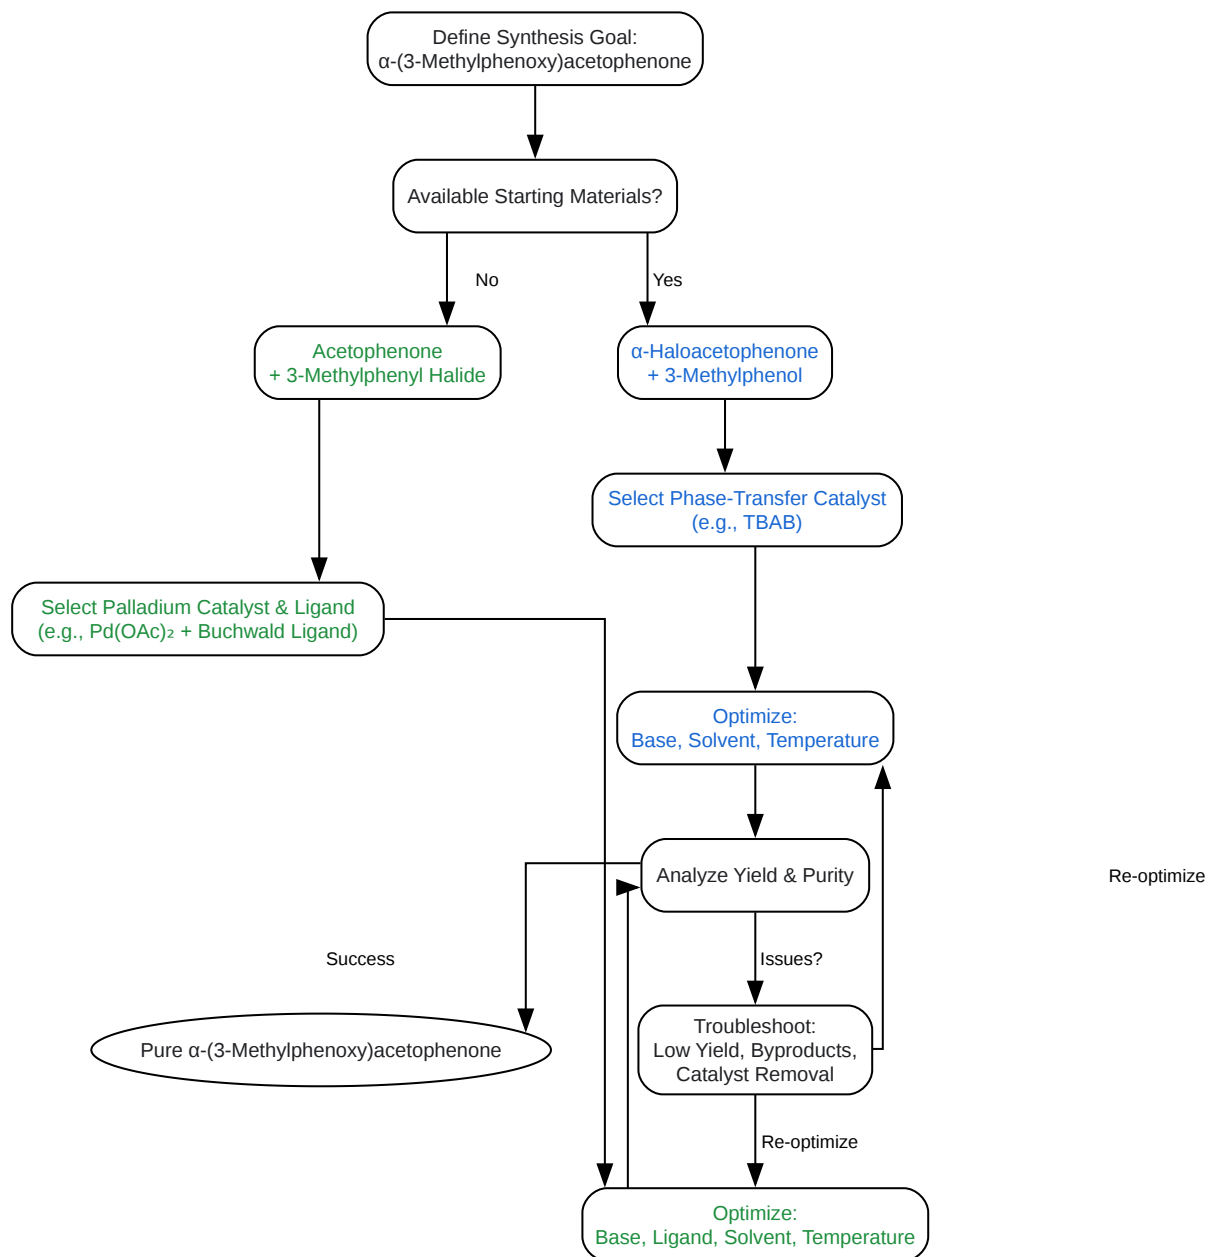 Define Synthesis Goal:
α-(3-Methylphenoxy)acetophenone
Available Starting Materials?
No
Yes
Acetophenone
+ 3-Methylphenyl Halide
α-Haloacetophenone
+ 3-Methylphenol
Select Phase-Transfer Catalyst
(e.g., TBAB)
Select Palladium Catalyst & Ligand
(e.g., Pd(OAc)₂ + Buchwald Ligand)
Optimize:
Base, Solvent, Temperature
Analyze Yield & Purity
Re-optimize
Success
Issues?
Pure α-(3-Methylphenoxy)acetophenone
Troubleshoot:
Low Yield, Byproducts,
Catalyst Removal
Re-optimize
Optimize:
Base, Ligand, Solvent, Temperature